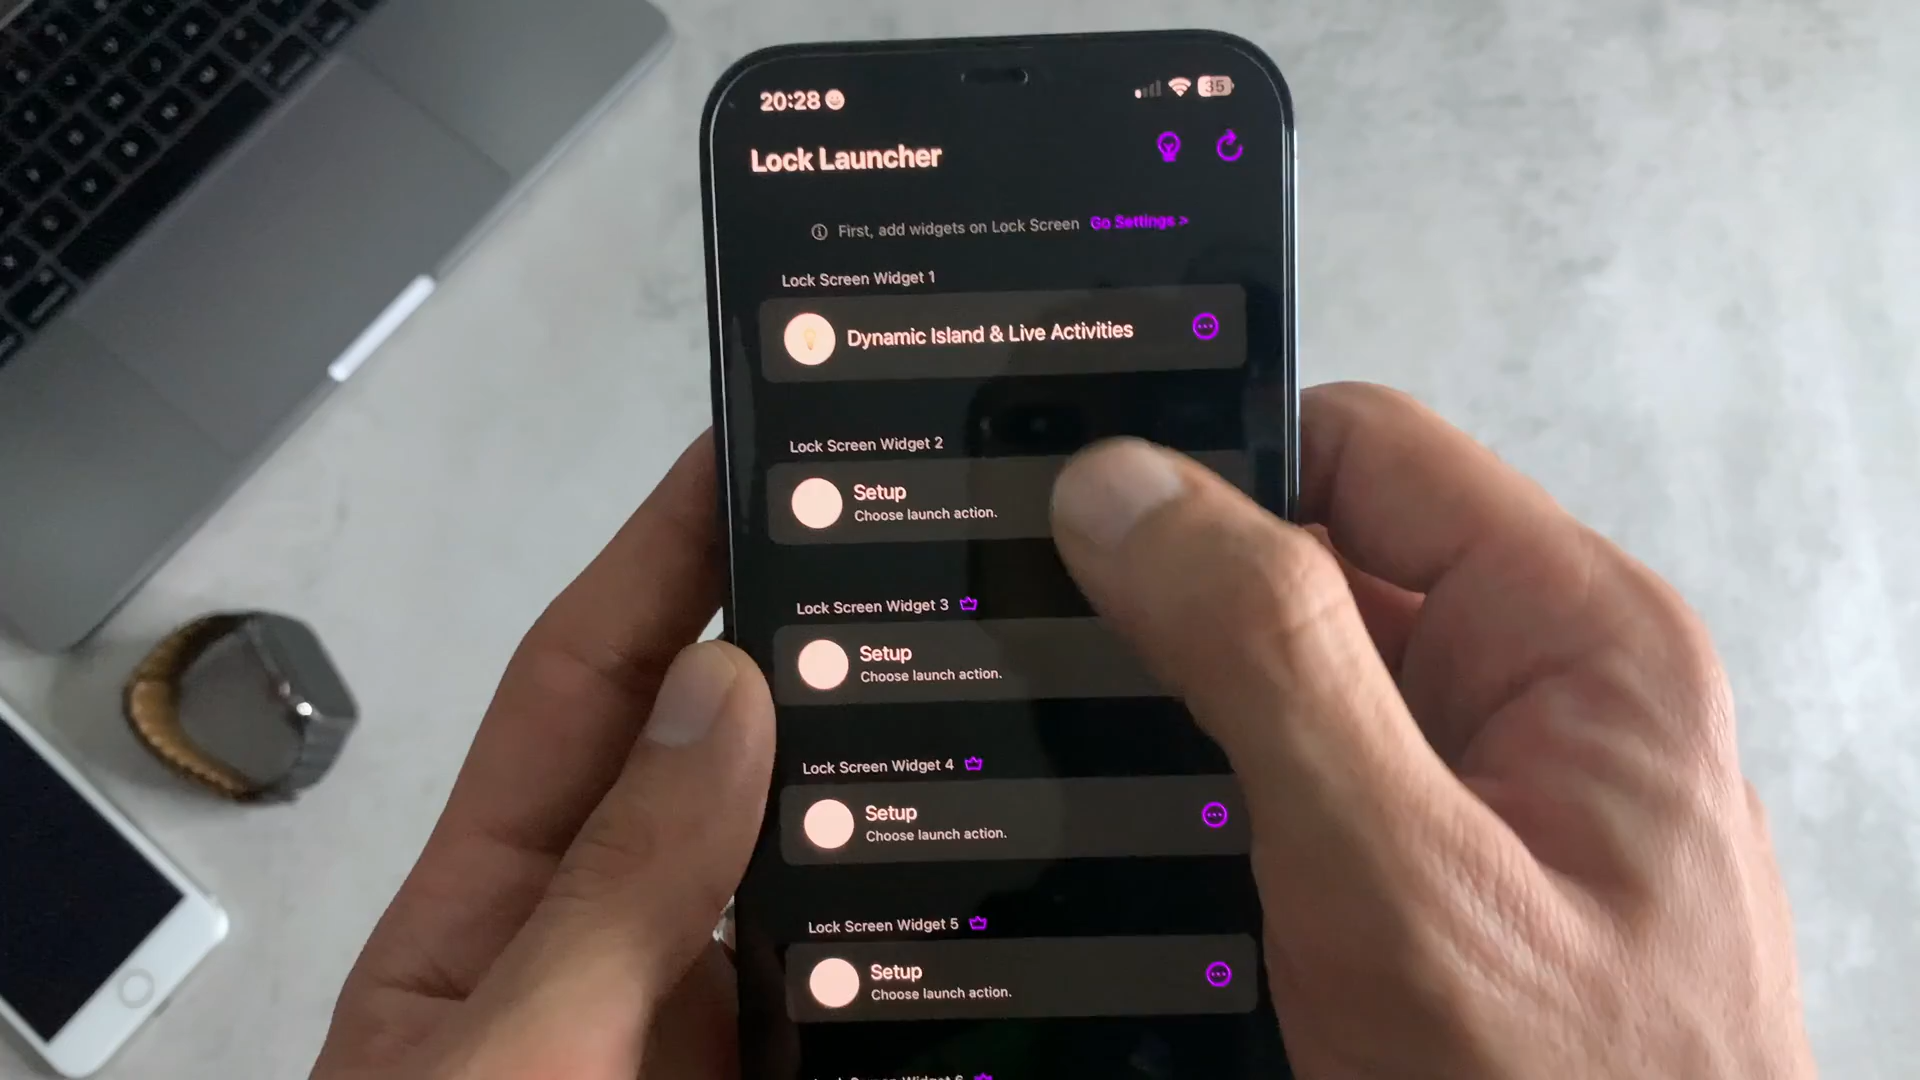 20:28
35
Lock Launcher
First, add widgets on Lock Screen Go Settings >
Lock Screen Widget 1
Dynamic Island & Live Activities
Lock Screen Widget 2
Setup
Choose launch action.
Lock Screen Widget 3
Setup
Choose launch action.
Lock Screen Widget 4
Setup
Choose launch action.
Lock Screen Widget 5
Setup
Choose launch action.